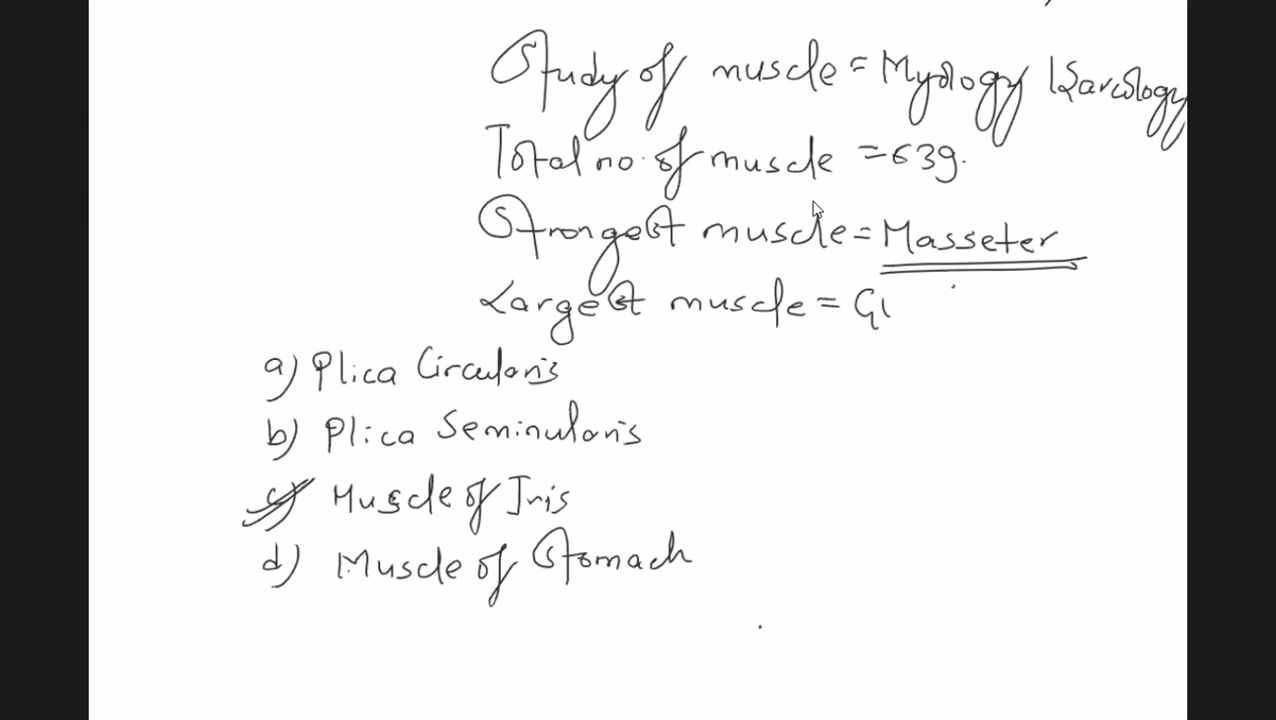 Study of muscle = Myology | Sarcology
Total no. of muscle = 639.
Strongest muscle = Masseter
Largest muscle = Gl
a) Plica Circularis
b) Plica Seminularis
c) Muscle of Iris
d) Muscle of Stomach